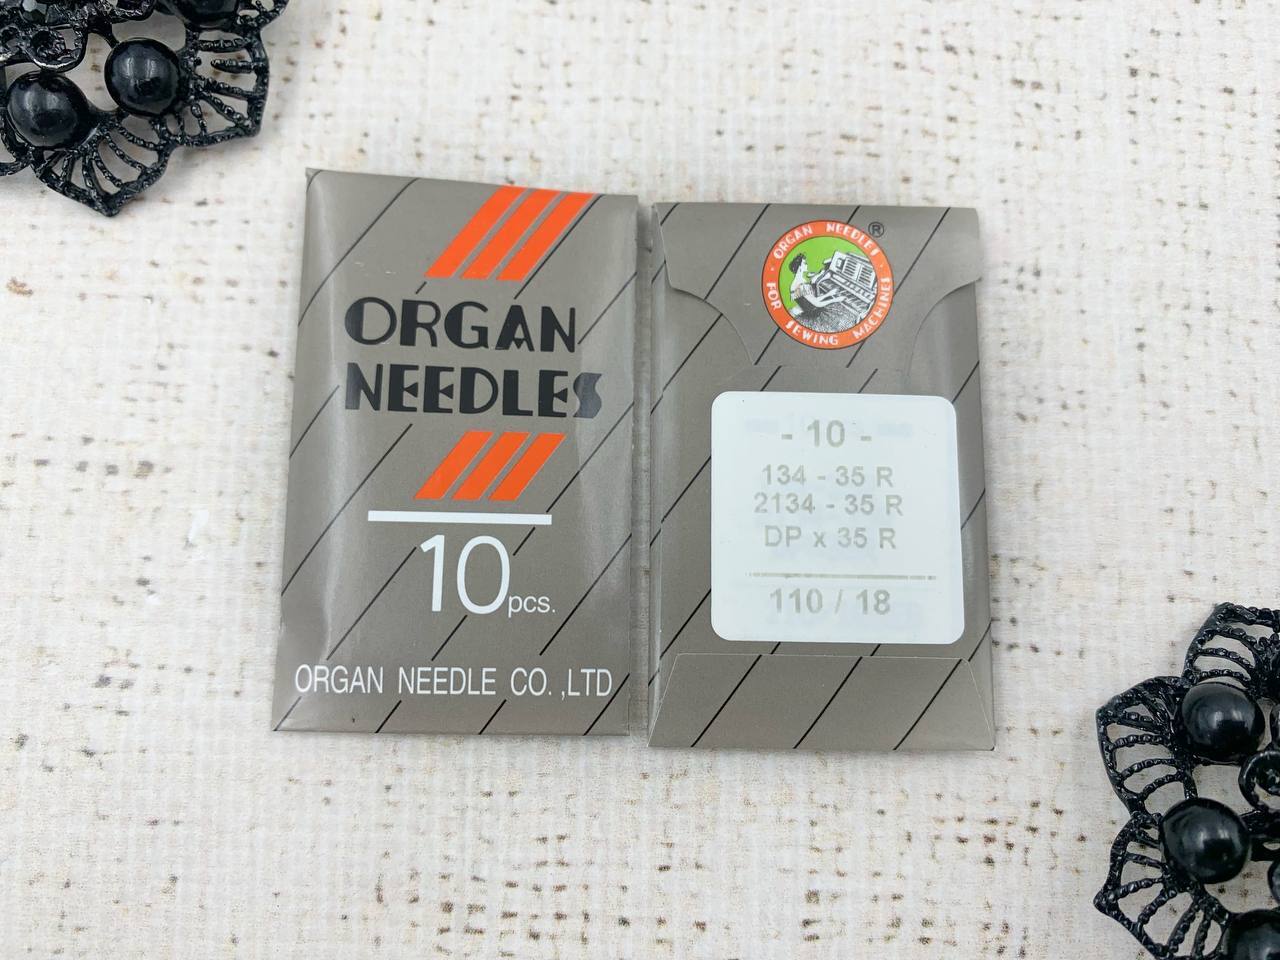 ORGAN
NEEDLES
10pcs.
ORGAN NEEDLE CO.,LTD
ORGAN NEEDLES
FOR SEWING MACHINES
®
- 10 -
134 - 35 R
2134 - 35 R
DP x 35 R
110 / 18